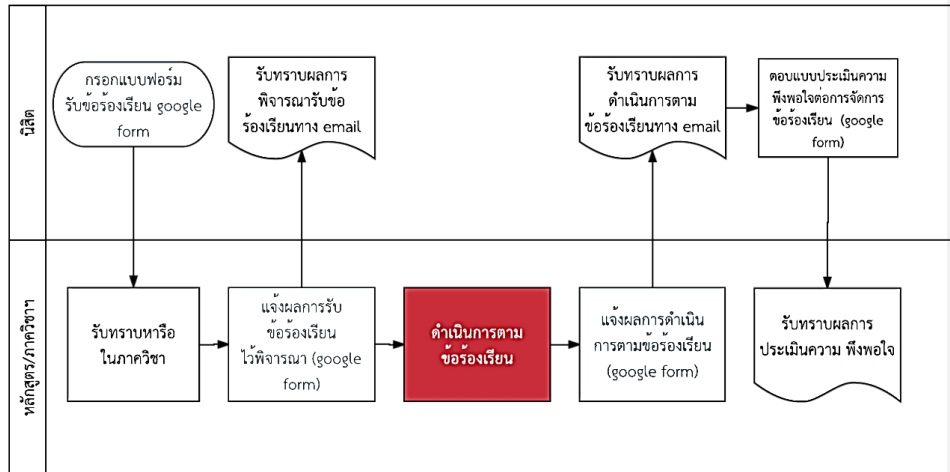 นิสิต
กรอกแบบฟอร์ม
รับข้อร้องเรียน google
form
รับทราบผลการ
พิจารณารับข้อ
ร้องเรียนทาง email
รับทราบผลการ
ดำเนินการตาม
ข้อร้องเรียนทาง email
ตอบแบบประเมินความ
พึงพอใจต่อการจัดการ
ข้อร้องเรียน (google
form)
หลักสูตร/ภาควิชาฯ
รับทราบหารือ
ในภาควิชา
แจ้งผลการรับ
ข้อร้องเรียน
ไว้พิจารณา (google
form)
ดำเนินการตาม
ข้อร้องเรียน
แจ้งผลการดำเนิน
การตามข้อร้องเรียน
(google form)
รับทราบผลการ
ประเมินความ พึงพอใจ